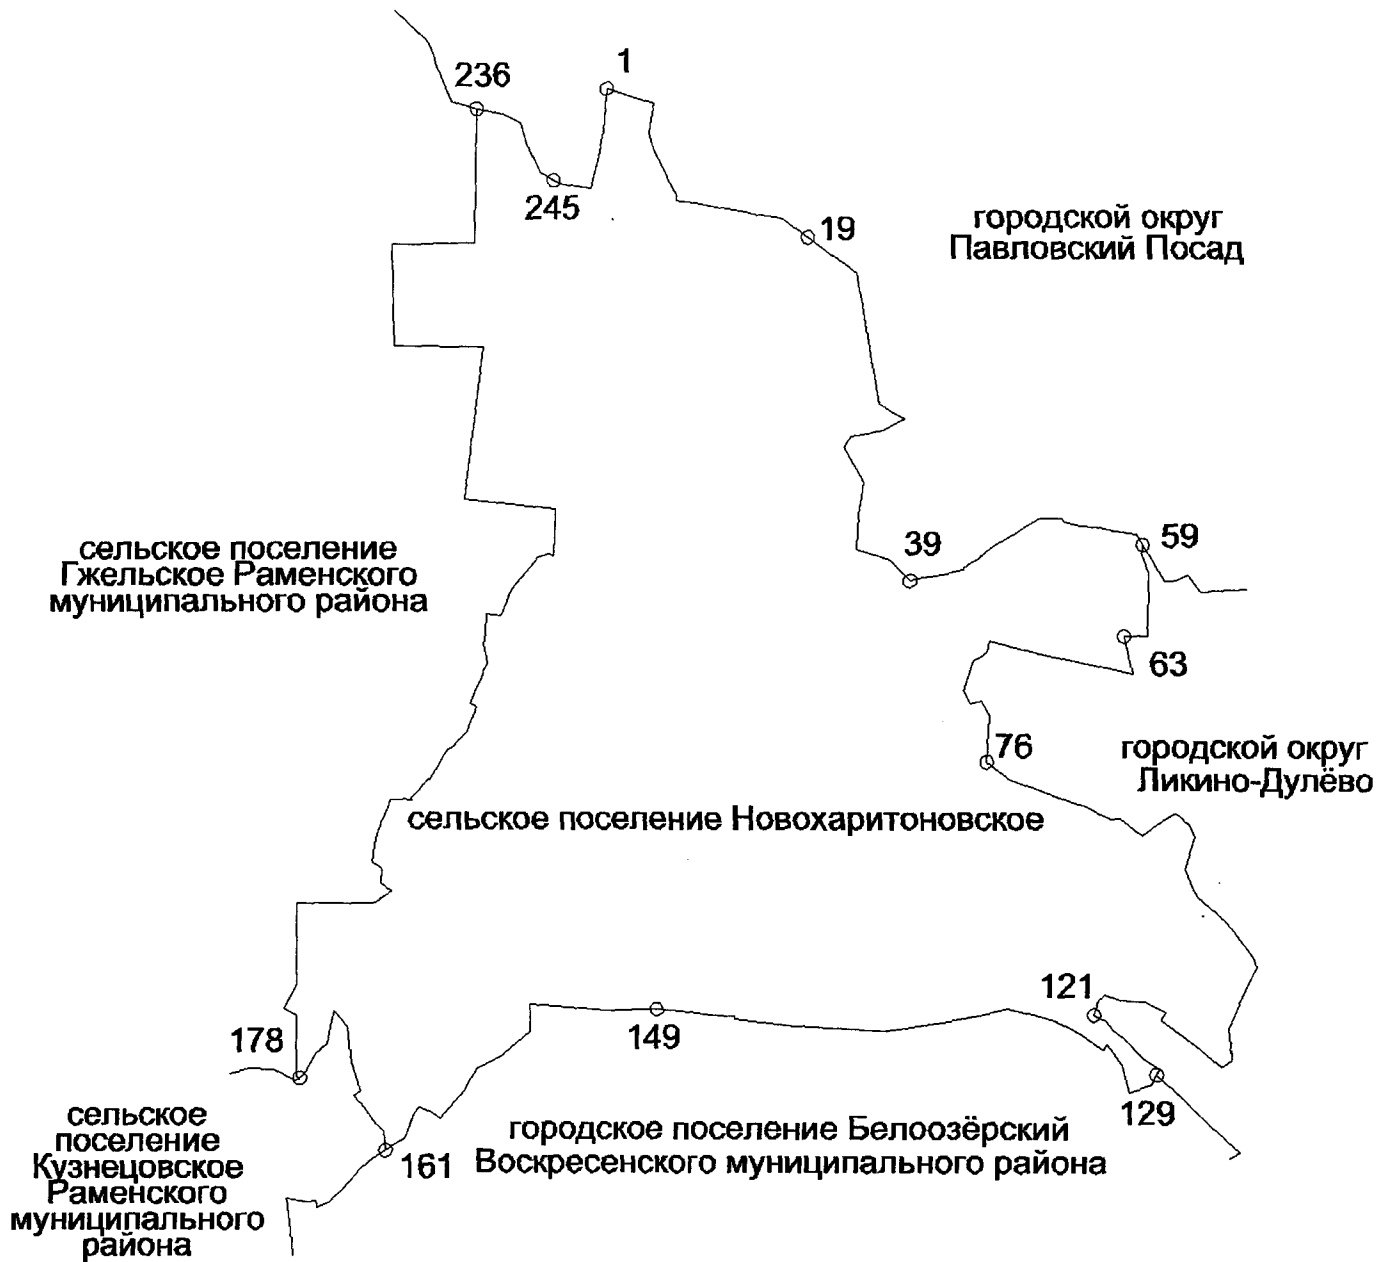 1
236
245
19
городской округ
Павловский Посад
39
59
сельское поселение
Гжельское Раменского
муниципального района
63
76
городской округ
Ликино-Дулёво
сельское поселение Новохаритоновское
121
178
149
129
сельское
поселение
Кузнецовское
Раменского
муниципального
района
161
городское поселение Белоозёрский
Воскресенского муниципального района